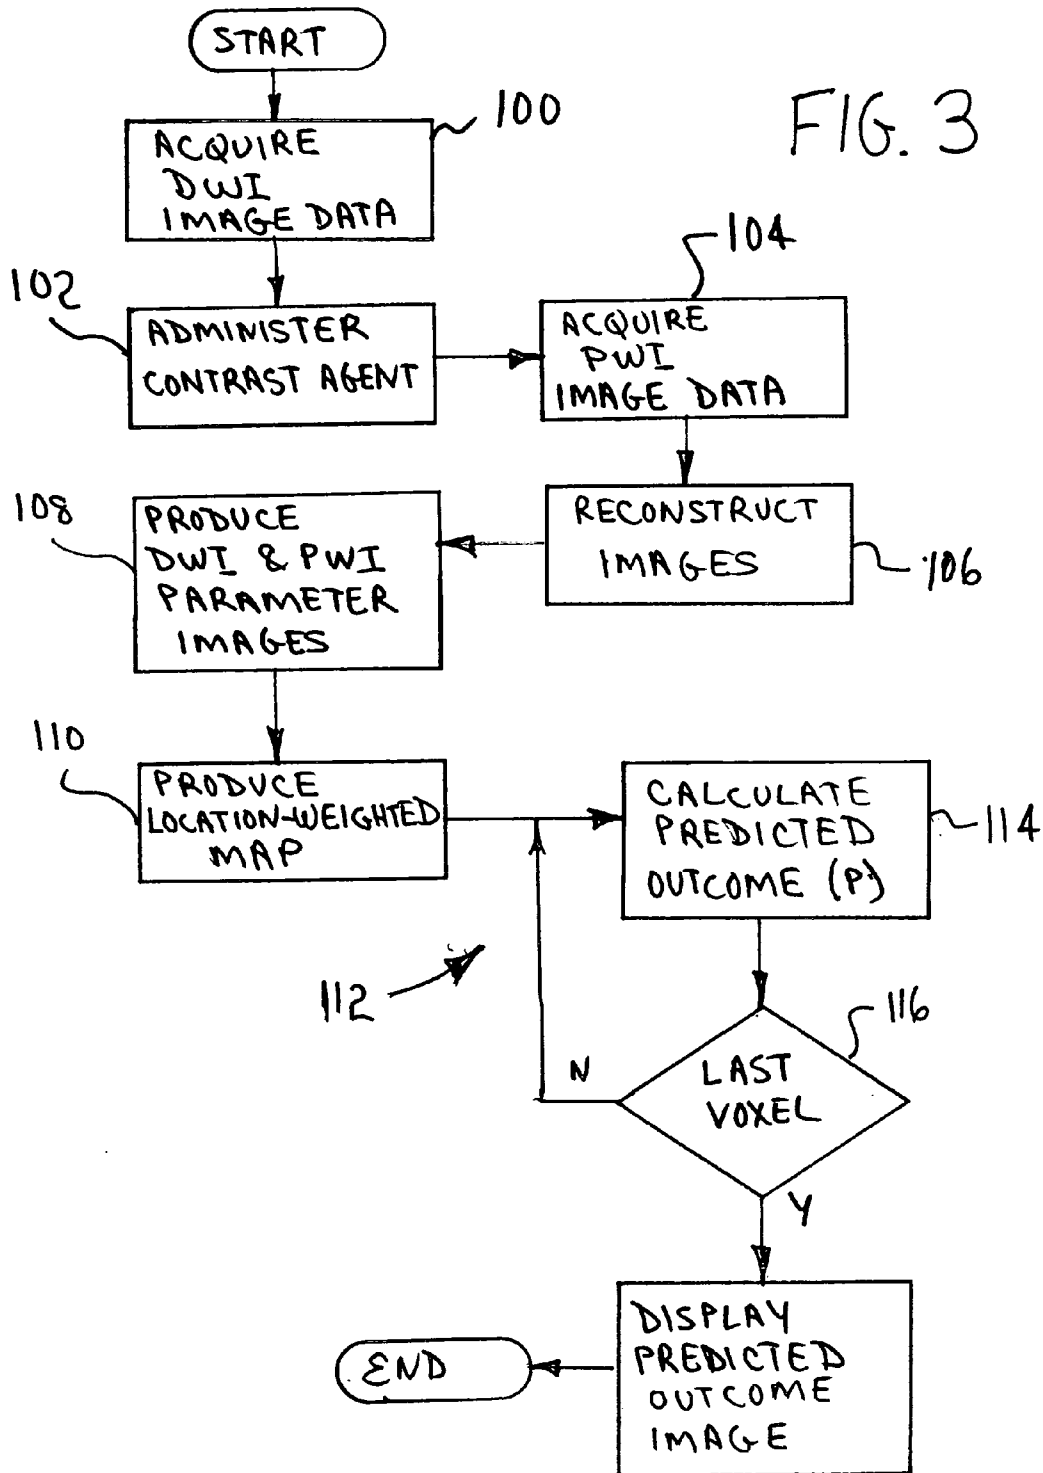 START
FIG. 3
100
ACQUIRE
DWI
IMAGE DATA
102
ADMINISTER
CONTRAST AGENT
104
ACQUIRE
PWI
IMAGE DATA
RECONSTRUCT
IMAGES
106
108
PRODUCE
DWI & PWI
PARAMETER
IMAGES
110
PRODUCE
LOCATION-WEIGHTED
MAP
CALCULATE
PREDICTED
OUTCOME (P)
114
112
116
LAST
VOXEL
N
Y
DISPLAY
PREDICTED
OUTCOME
IMAGE
END